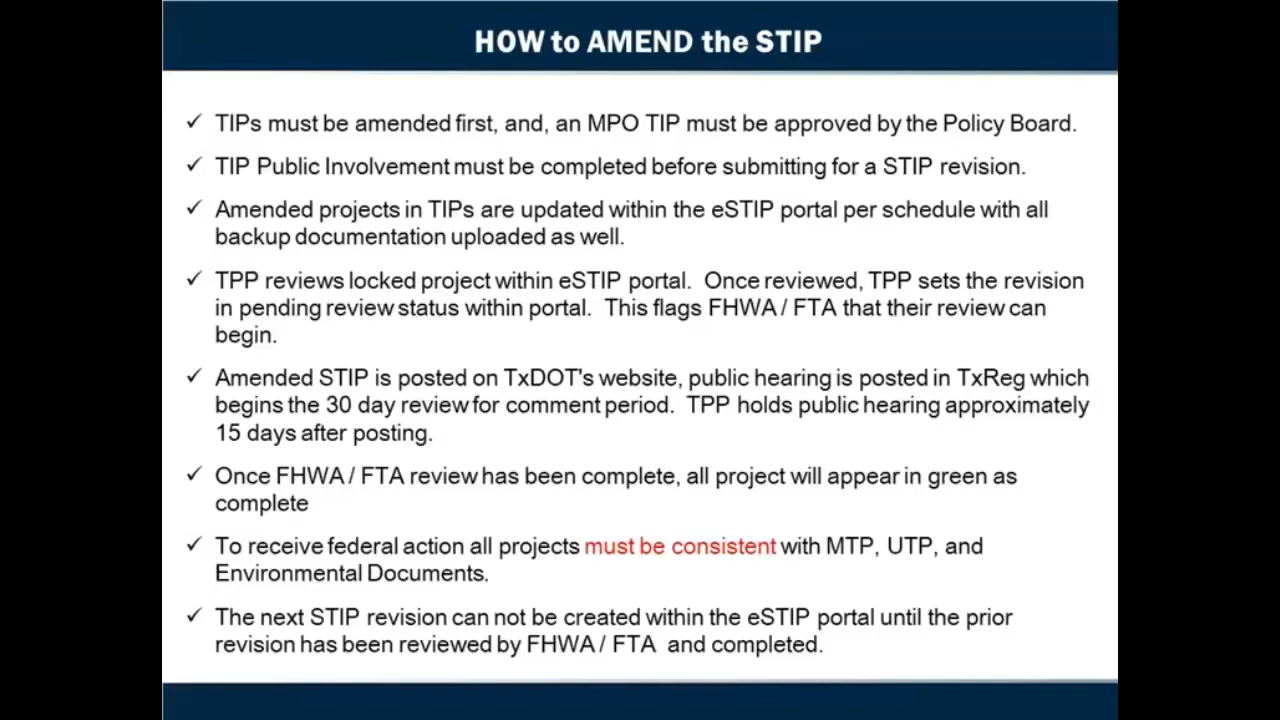 HOW to AMEND the STIP
✓ TIPs must be amended first, and, an MPO TIP must be approved by the Policy Board.
✓ TIP Public Involvement must be completed before submitting for a STIP revision.
✓ Amended projects in TIPs are updated within the eSTIP portal per schedule with all
backup documentation uploaded as well.
✓ TPP reviews locked project within eSTIP portal.  Once reviewed, TPP sets the revision
in pending review status within portal.  This flags FHWA / FTA that their review can
begin.
✓ Amended STIP is posted on TxDOT's website, public hearing is posted in TxReg which
begins the 30 day review for comment period.  TPP holds public hearing approximately
15 days after posting.
✓ Once FHWA / FTA review has been complete, all project will appear in green as
complete
✓ To receive federal action all projects must be consistent with MTP, UTP, and
Environmental Documents.
✓ The next STIP revision can not be created within the eSTIP portal until the prior
revision has been reviewed by FHWA / FTA  and completed.